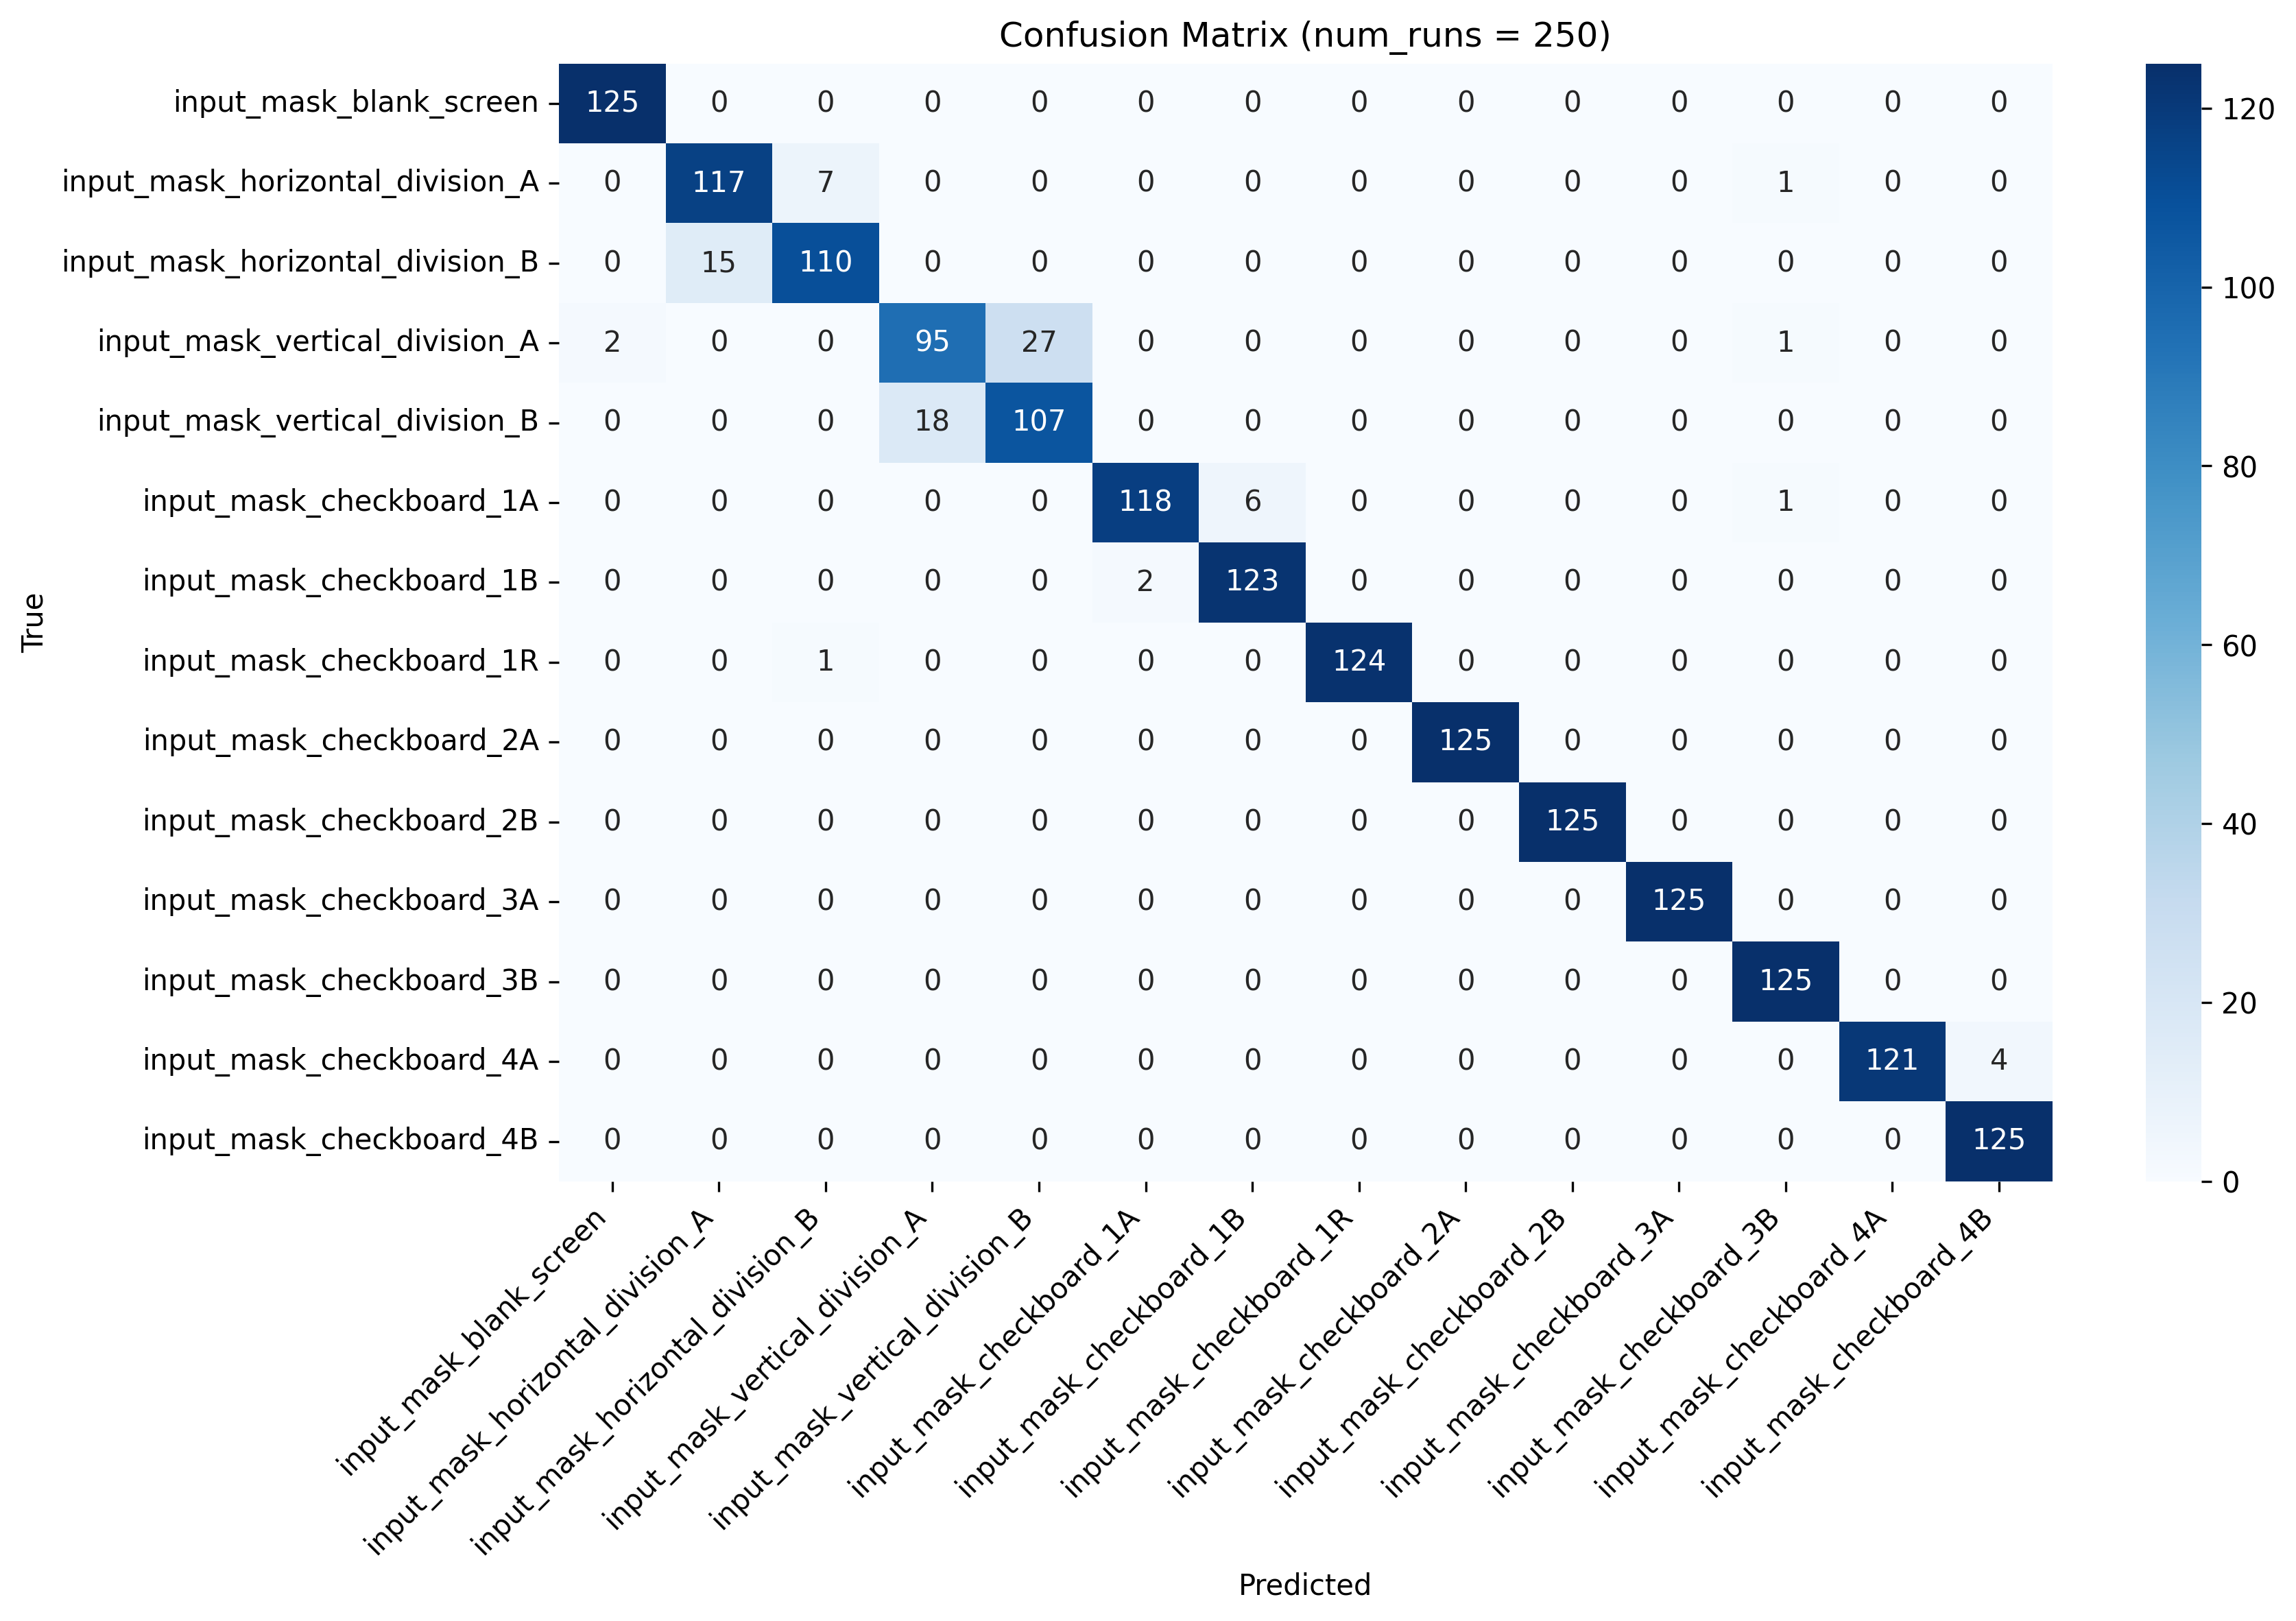 Confusion Matrix (num_runs = 250)
input_mask_blank_screen 125 0 0 0 0 0 0 0 0 0 0 0 0 0
input_mask_horizontal_division_A 0 117 7 0 0 0 0 0 0 0 0 1 0 0
input_mask_horizontal_division_B 0 15 110 0 0 0 0 0 0 0 0 0 0 0
input_mask_vertical_division_A 2 0 0 95 27 0 0 0 0 0 0 1 0 0
input_mask_vertical_division_B 0 0 0 18 107 0 0 0 0 0 0 0 0 0
input_mask_checkboard_1A 0 0 0 0 0 118 6 0 0 0 0 1 0 0
input_mask_checkboard_1B 0 0 0 0 0 2 123 0 0 0 0 0 0 0
input_mask_checkboard_1R 0 0 1 0 0 0 0 124 0 0 0 0 0 0
input_mask_checkboard_2A 0 0 0 0 0 0 0 0 125 0 0 0 0 0
input_mask_checkboard_2B 0 0 0 0 0 0 0 0 0 125 0 0 0 0
input_mask_checkboard_3A 0 0 0 0 0 0 0 0 0 0 125 0 0 0
input_mask_checkboard_3B 0 0 0 0 0 0 0 0 0 0 0 125 0 0
input_mask_checkboard_4A 0 0 0 0 0 0 0 0 0 0 0 0 121 4
input_mask_checkboard_4B 0 0 0 0 0 0 0 0 0 0 0 0 0 125
True
input_mask_blank_screen
input_mask_horizontal_division_A
input_mask_horizontal_division_B
input_mask_vertical_division_A
input_mask_vertical_division_B
input_mask_checkboard_1A
input_mask_checkboard_1B
input_mask_checkboard_1R
input_mask_checkboard_2A
input_mask_checkboard_2B
input_mask_checkboard_3A
input_mask_checkboard_3B
input_mask_checkboard_4A
input_mask_checkboard_4B
Predicted
120
100
80
60
40
20
0